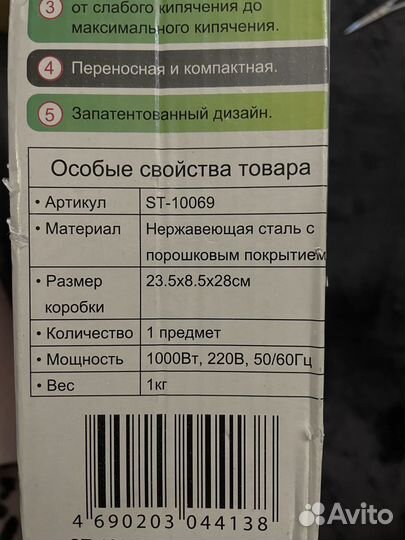 3 от слабого кипячения до
максимального кипячения.
4 Переносная и компактная.
5 Запатентованный дизайн.
Особые свойства товара
• Артикул ST-10069
• Материал Нержавеющая сталь с
порошковым покрытием
• Размер 23.5x8.5x28см
коробки
• Количество 1 предмет
• Мощность 1000Вт, 220В, 50/60Гц
• Вес 1кг
4 690203 044138
Avito